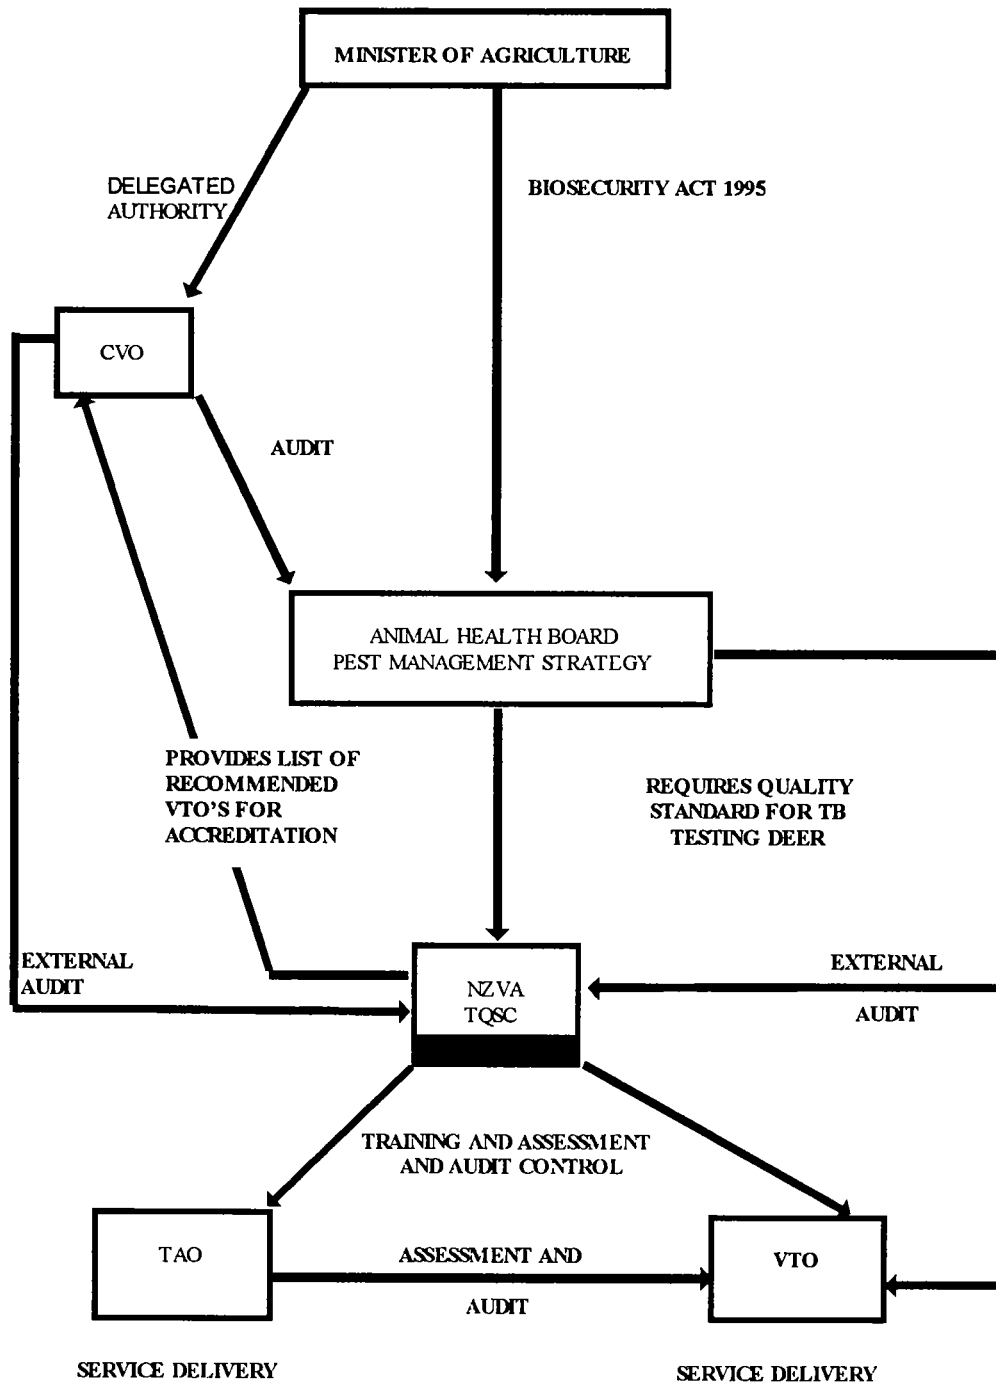 MINISTER OF AGRICULTURE
DELEGATED
AUTHORITY
BIOSECURITY ACT 1995
CVO
AUDIT
ANIMAL HEALTH BOARD
PEST MANAGEMENT STRATEGY
PROVIDES LIST OF
RECOMMENDED
VTO'S FOR
ACCREDITATION
REQUIRES QUALITY
STANDARD FOR TB
TESTING DEER
EXTERNAL
AUDIT
NZVA
TQSC
EXTERNAL
AUDIT
TRAINING AND ASSESSMENT
AND AUDIT CONTROL
TAO
ASSESSMENT AND
AUDIT
VTO
SERVICE DELIVERY
SERVICE DELIVERY